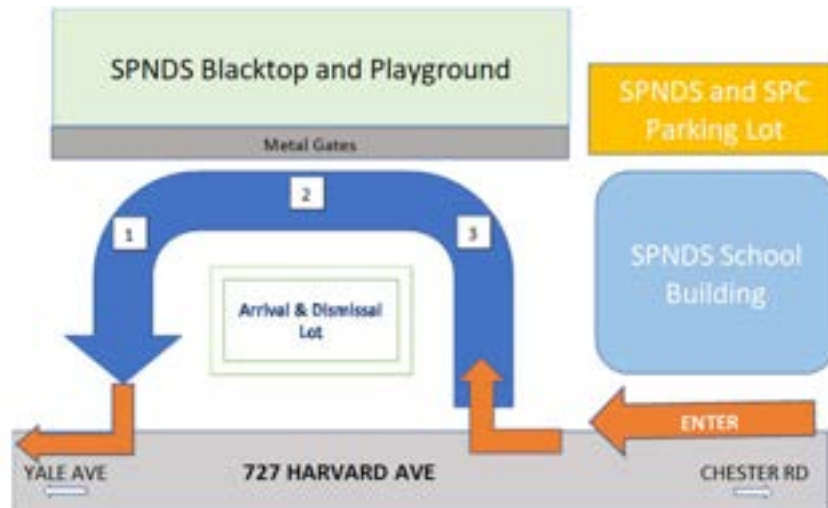 SPNDS Blacktop and Playground
Metal Gates
SPNDS and SPC
Parking Lot
1
2
3
SPNDS School
Building
Arrival & Dismissal
Lot
ENTER
YALE AVE
727 HARVARD AVE
CHESTER RD